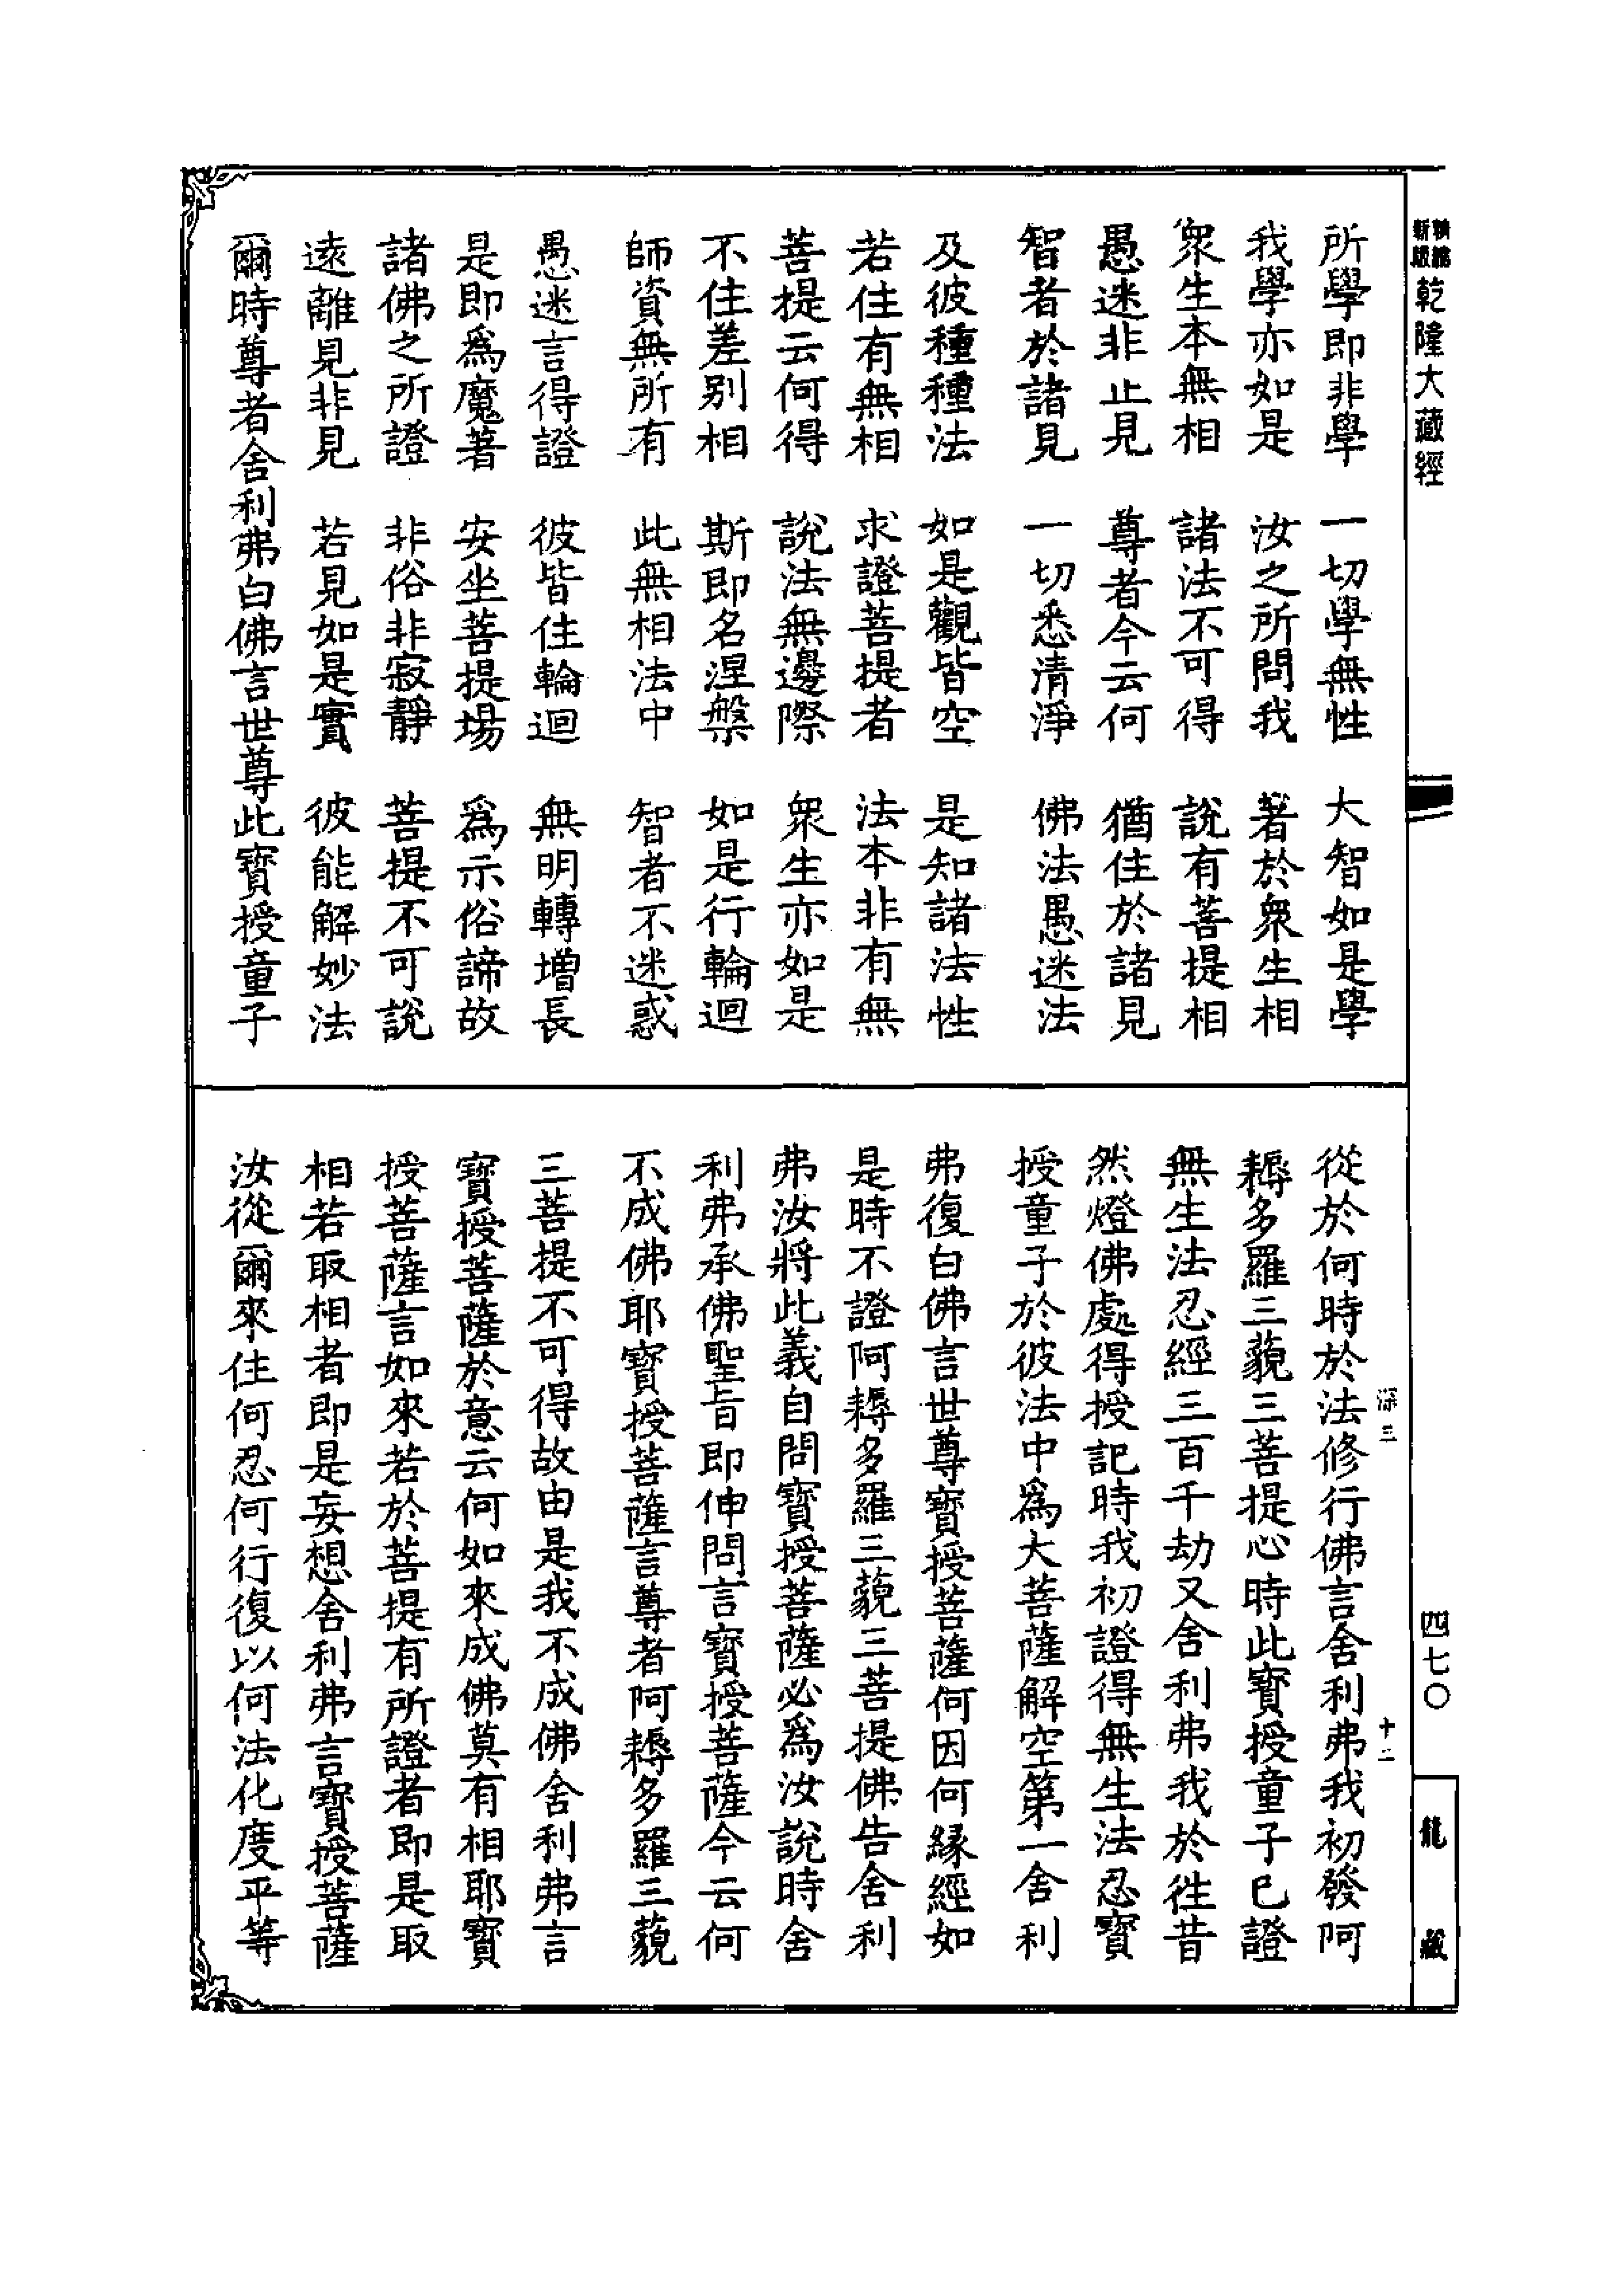 新版
精縮
乾隆大藏經
所學即非學　一切學無性　大智如是學
我學亦如是　汝之所問我　著於衆生相
衆生本無相　諸法不可得　說有菩提相
愚迷非止見　尊者今云何　猶住於諸見
智者於諸見　一切悉清淨　佛法愚迷法
及彼種種法　如是觀皆空　是知諸法性
若住有無相　求證菩提者　法本非有無
菩提云何得　說法無邊際　衆生亦如是
不住差別相　斯即名涅槃　如是行輪迴
師資無所有　此無相法中　智者不迷惑
愚迷言得證　彼皆住輪迴　無明轉增長
是即爲魔著　安坐菩提場　爲示俗諦故
諸佛之所證　非俗非寂靜　菩提不可說
遠離見非見　若見如是實　彼能解妙法
爾時尊者舍利弗白佛言世尊此寶授童子
從於何時於法修行佛言舍利弗我初發阿
耨多羅三藐三菩提心時此寶授童子已證
無生法忍經三百千劫又舍利弗我於徃昔
然燈佛處得授記時我初證得無生法忍寶
授童子於彼法中爲大菩薩解空第一舍利
弗復白佛言世尊寶授菩薩何因何緣經如
是時不證阿耨多羅三藐三菩提佛告舍利
弗汝將此義自問寶授菩薩必爲汝說時舍
利弗承佛聖旨即伸問言寶授菩薩今云何
不成佛耶寶授菩薩言尊者阿耨多羅三藐
三菩提不可得故由是我不成佛舍利弗言
寶授菩薩於意云何如來成佛莫有相耶寶
授菩薩言如來若於菩提有所證者即是取
相若取相者即是妄想舍利弗言寶授菩薩
汝從爾來住何忍何行復以何法化度平等
深三
十二
四七〇
龍藏